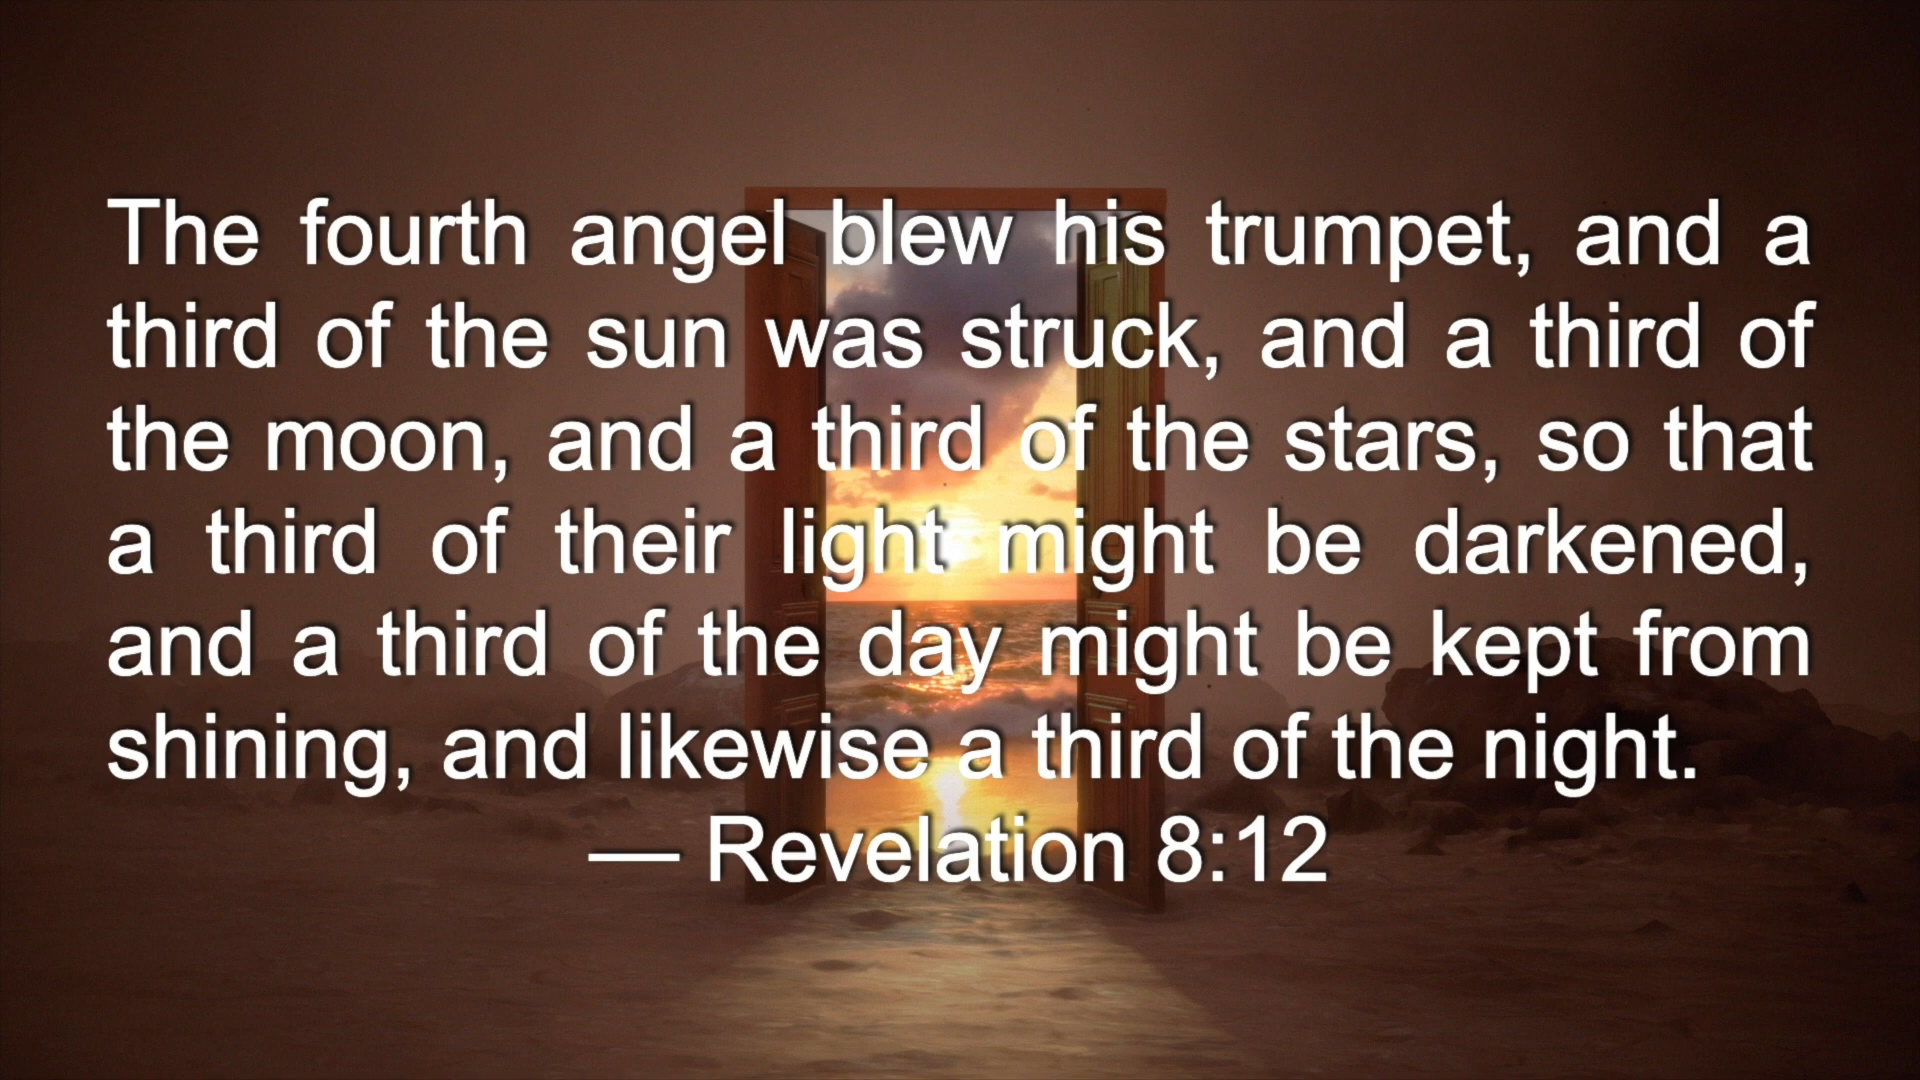 The fourth angel blew his trumpet, and a
third of the sun was struck, and a third of
the moon, and a third of the stars, so that
a third of their light might be darkened,
and a third of the day might be kept from
shining, and likewise a third of the night.
— Revelation 8:12